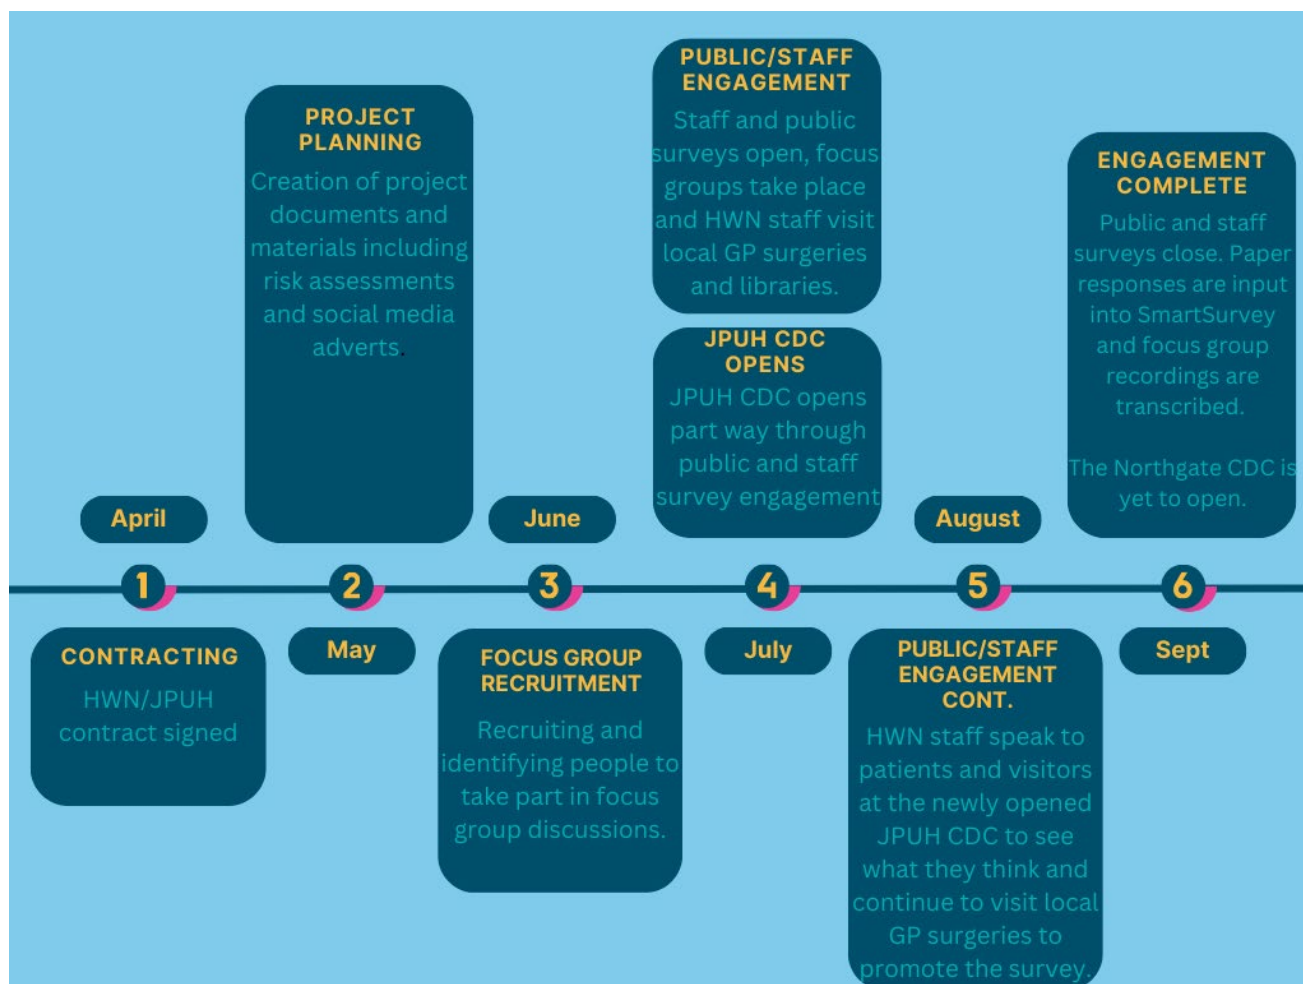 April
1
CONTRACTING
HWN/JPUH
contract signed
PROJECT
PLANNING
Creation of project
documents and
materials including
risk assessments
and social media
adverts.
2
May
June
3
FOCUS GROUP
RECRUITMENT
Recruiting and
identifying people to
take part in focus
group discussions.
PUBLIC/STAFF
ENGAGEMENT
Staff and public
surveys open, focus
groups take place
and HWN staff visit
local GP surgeries
and libraries.
JPUH CDC
OPENS
JPUH CDC opens
part way through
public and staff
survey engagement
4
July
August
5
PUBLIC/STAFF
ENGAGEMENT
CONT.
HWN staff speak to
patients and visitors
at the newly opened
JPUH CDC to see
what they think and
continue to visit local
GP surgeries to
promote the survey.
ENGAGEMENT
COMPLETE
Public and staff
surveys close. Paper
responses are input
into SmartSurvey
and focus group
recordings are
transcribed.
The Northgate CDC is
yet to open.
6
Sept